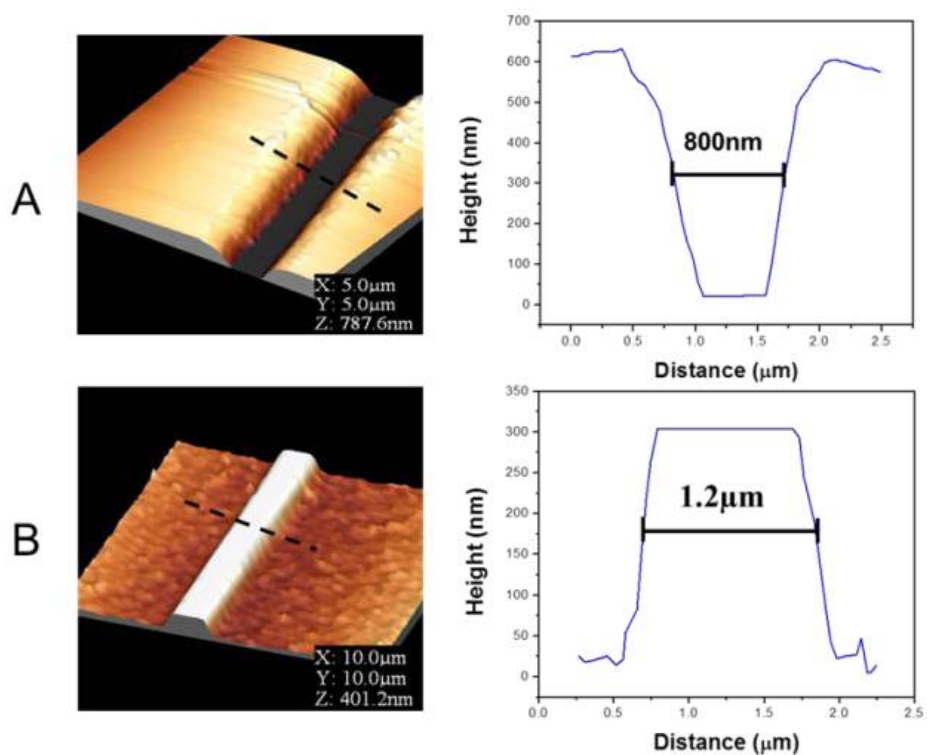 A
X: 5.0µm
Y: 5.0µm
Z: 787.6nm
Height (nm)
700
600
500
400
300
200
100
0
800nm
0.0 0.5 1.0 1.5 2.0 2.5
Distance (µm)
B
X: 10.0µm
Y: 10.0µm
Z: 401.2nm
Height (nm)
350
300
250
200
150
100
50
0
1.2µm
0.0 0.5 1.0 1.5 2.0 2.5
Distance (µm)